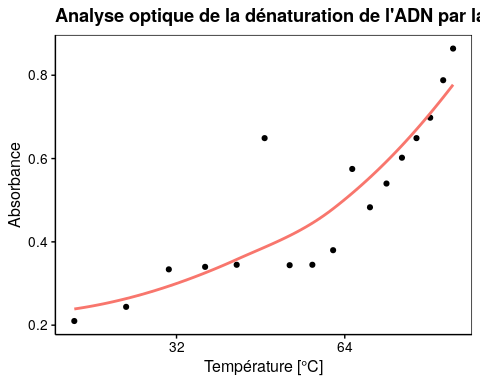 Analyse optique de la dénaturation de l'ADN par la
0.8
0.6
0.4
0.2
Absorbance
32
64
Température [°C]